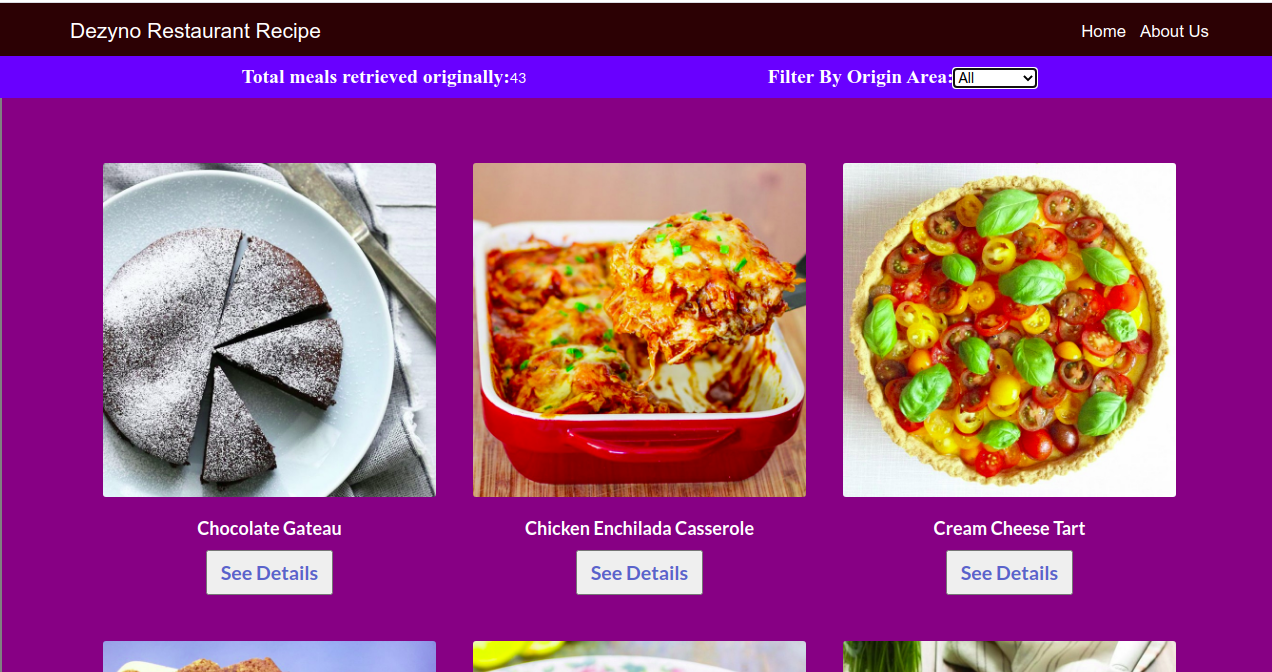 Dezyno Restaurant Recipe Home About Us
Total meals retrieved originally:43 Filter By Origin Area: All
Chocolate Gateau Chicken Enchilada Casserole Cream Cheese Tart
See Details See Details See Details